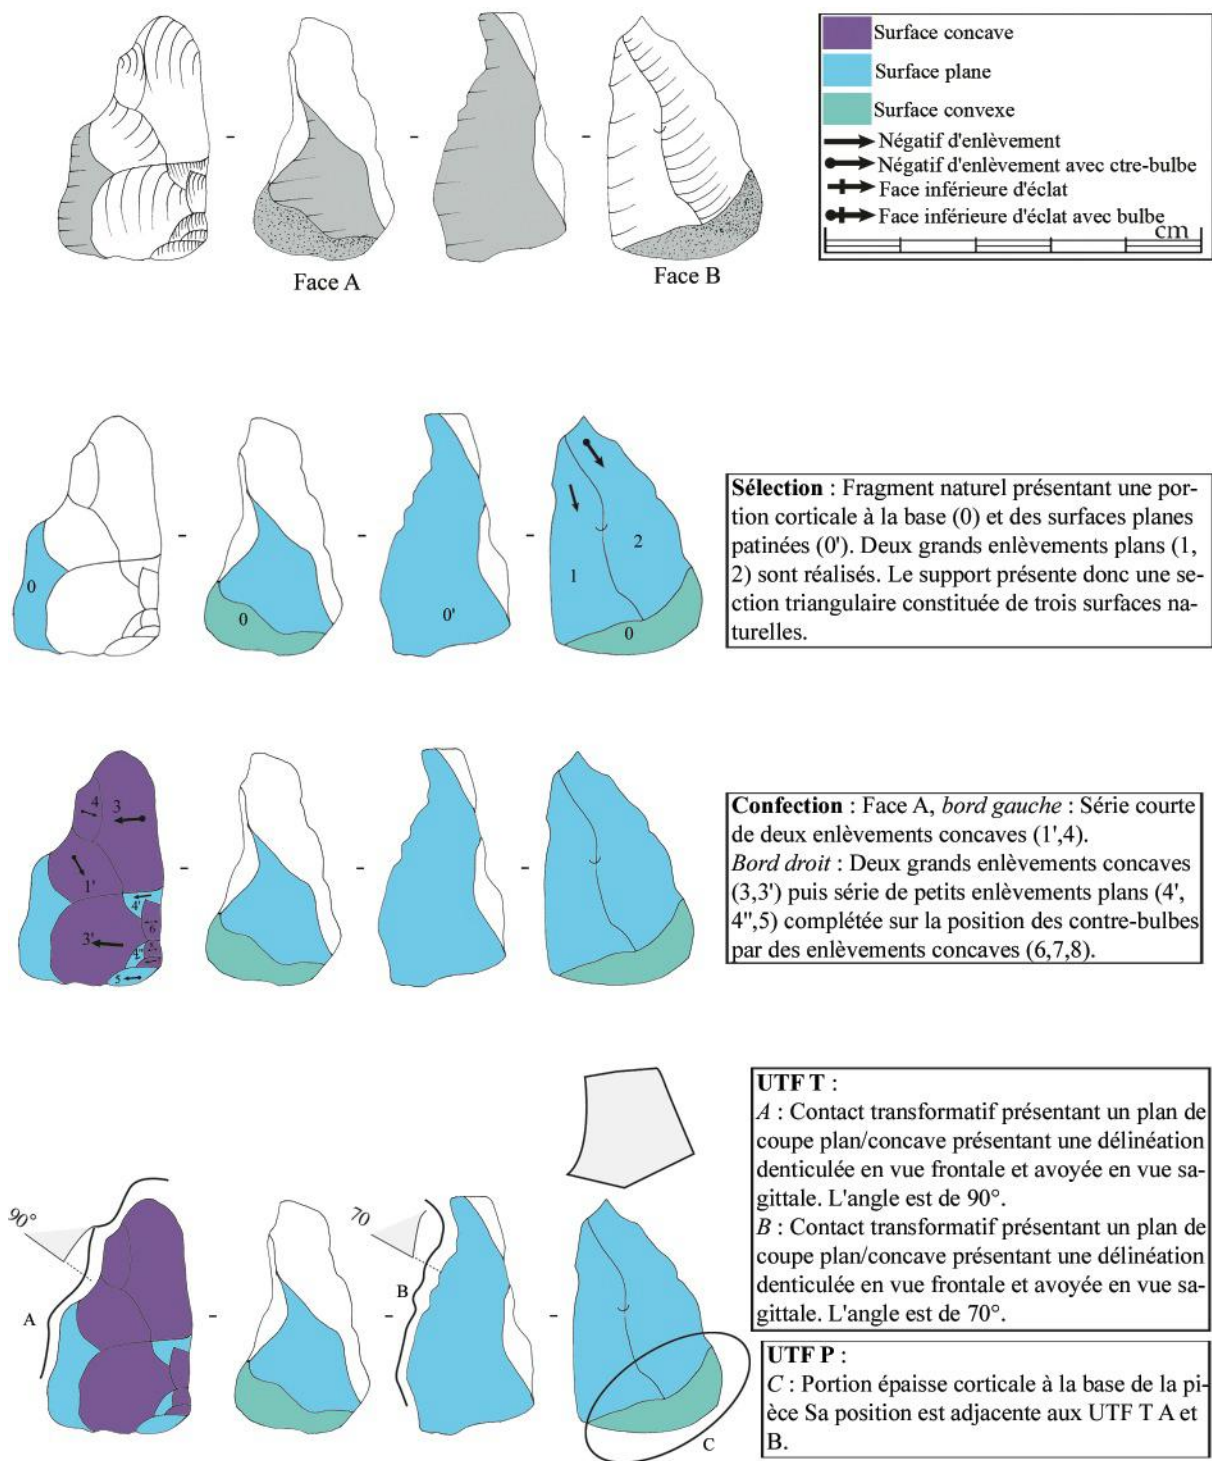 Surface concave
Surface plane
Surface convexe
Négatif d'enlèvement
Négatif d'enlèvement avec ctre-bulbe
Face inférieure d'éclat
Face inférieure d'éclat avec bulbe
cm
Face A
Face B
0
0
0'
1
2
0
Sélection : Fragment naturel présentant une por-
tion corticale à la base (0) et des surfaces planes
patinées (0'). Deux grands enlèvements plans (1,
2) sont réalisés. Le support présente donc une se-
ction triangulaire constituée de trois surfaces na-
turelles.
4
3
1'
4'
6
3'
4"
5
Confection : Face A, bord gauche : Série courte
de deux enlèvements concaves (1',4).
Bord droit : Deux grands enlèvements concaves
(3,3') puis série de petits enlèvements plans (4',
4",5) complétée sur la position des contre-bulbes
par des enlèvements concaves (6,7,8).
90°
A
70
B
C
UTF T :
A : Contact transformatif présentant un plan de
coupe plan/concave présentant une délinéation
denticulée en vue frontale et avoyée en vue sa-
gittale. L'angle est de 90°.
B : Contact transformatif présentant un plan de
coupe plan/concave présentant une délinéation
denticulée en vue frontale et avoyée en vue sa-
gittale. L'angle est de 70°.
UTF P :
C : Portion épaisse corticale à la base de la pi-
èce Sa position est adjacente aux UTF T A et
B.